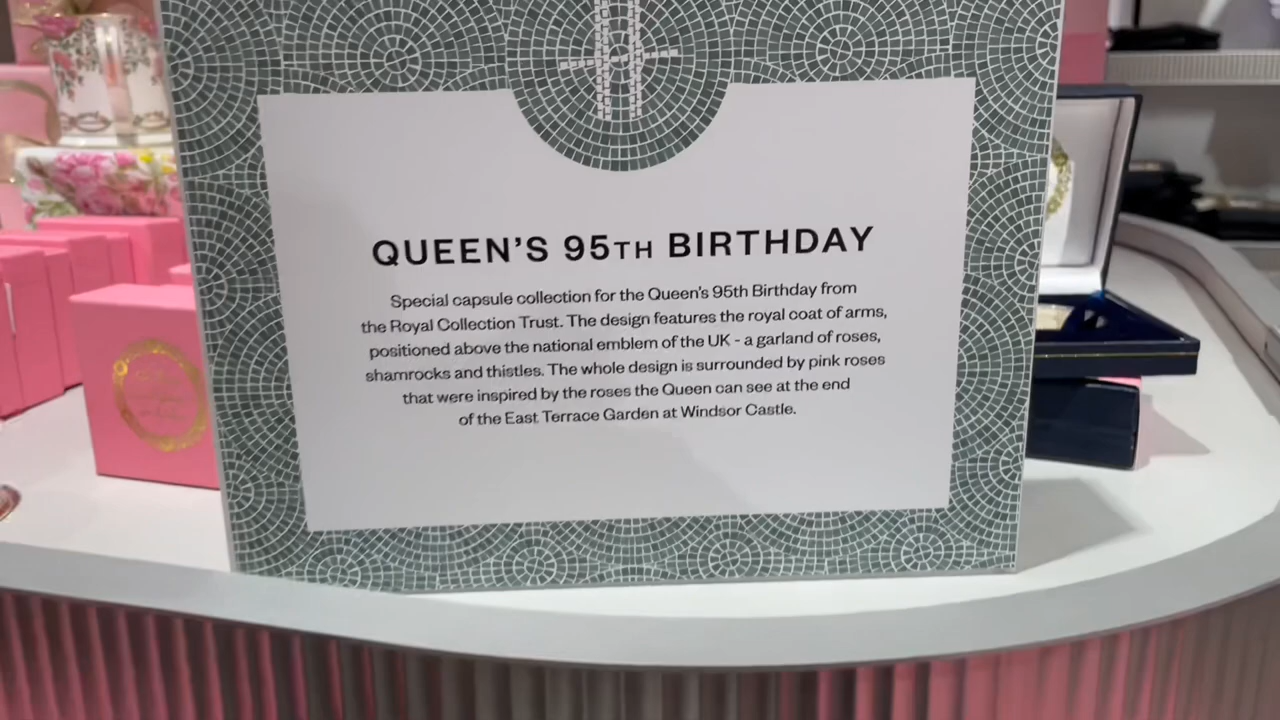 QUEEN'S 95TH BIRTHDAY
Special capsule collection for the Queen's 95th Birthday from
the Royal Collection Trust. The design features the royal coat of arms,
positioned above the national emblem of the UK - a garland of roses,
shamrocks and thistles. The whole design is surrounded by pink roses
that were inspired by the roses the Queen can see at the end
of the East Terrace Garden at Windsor Castle.